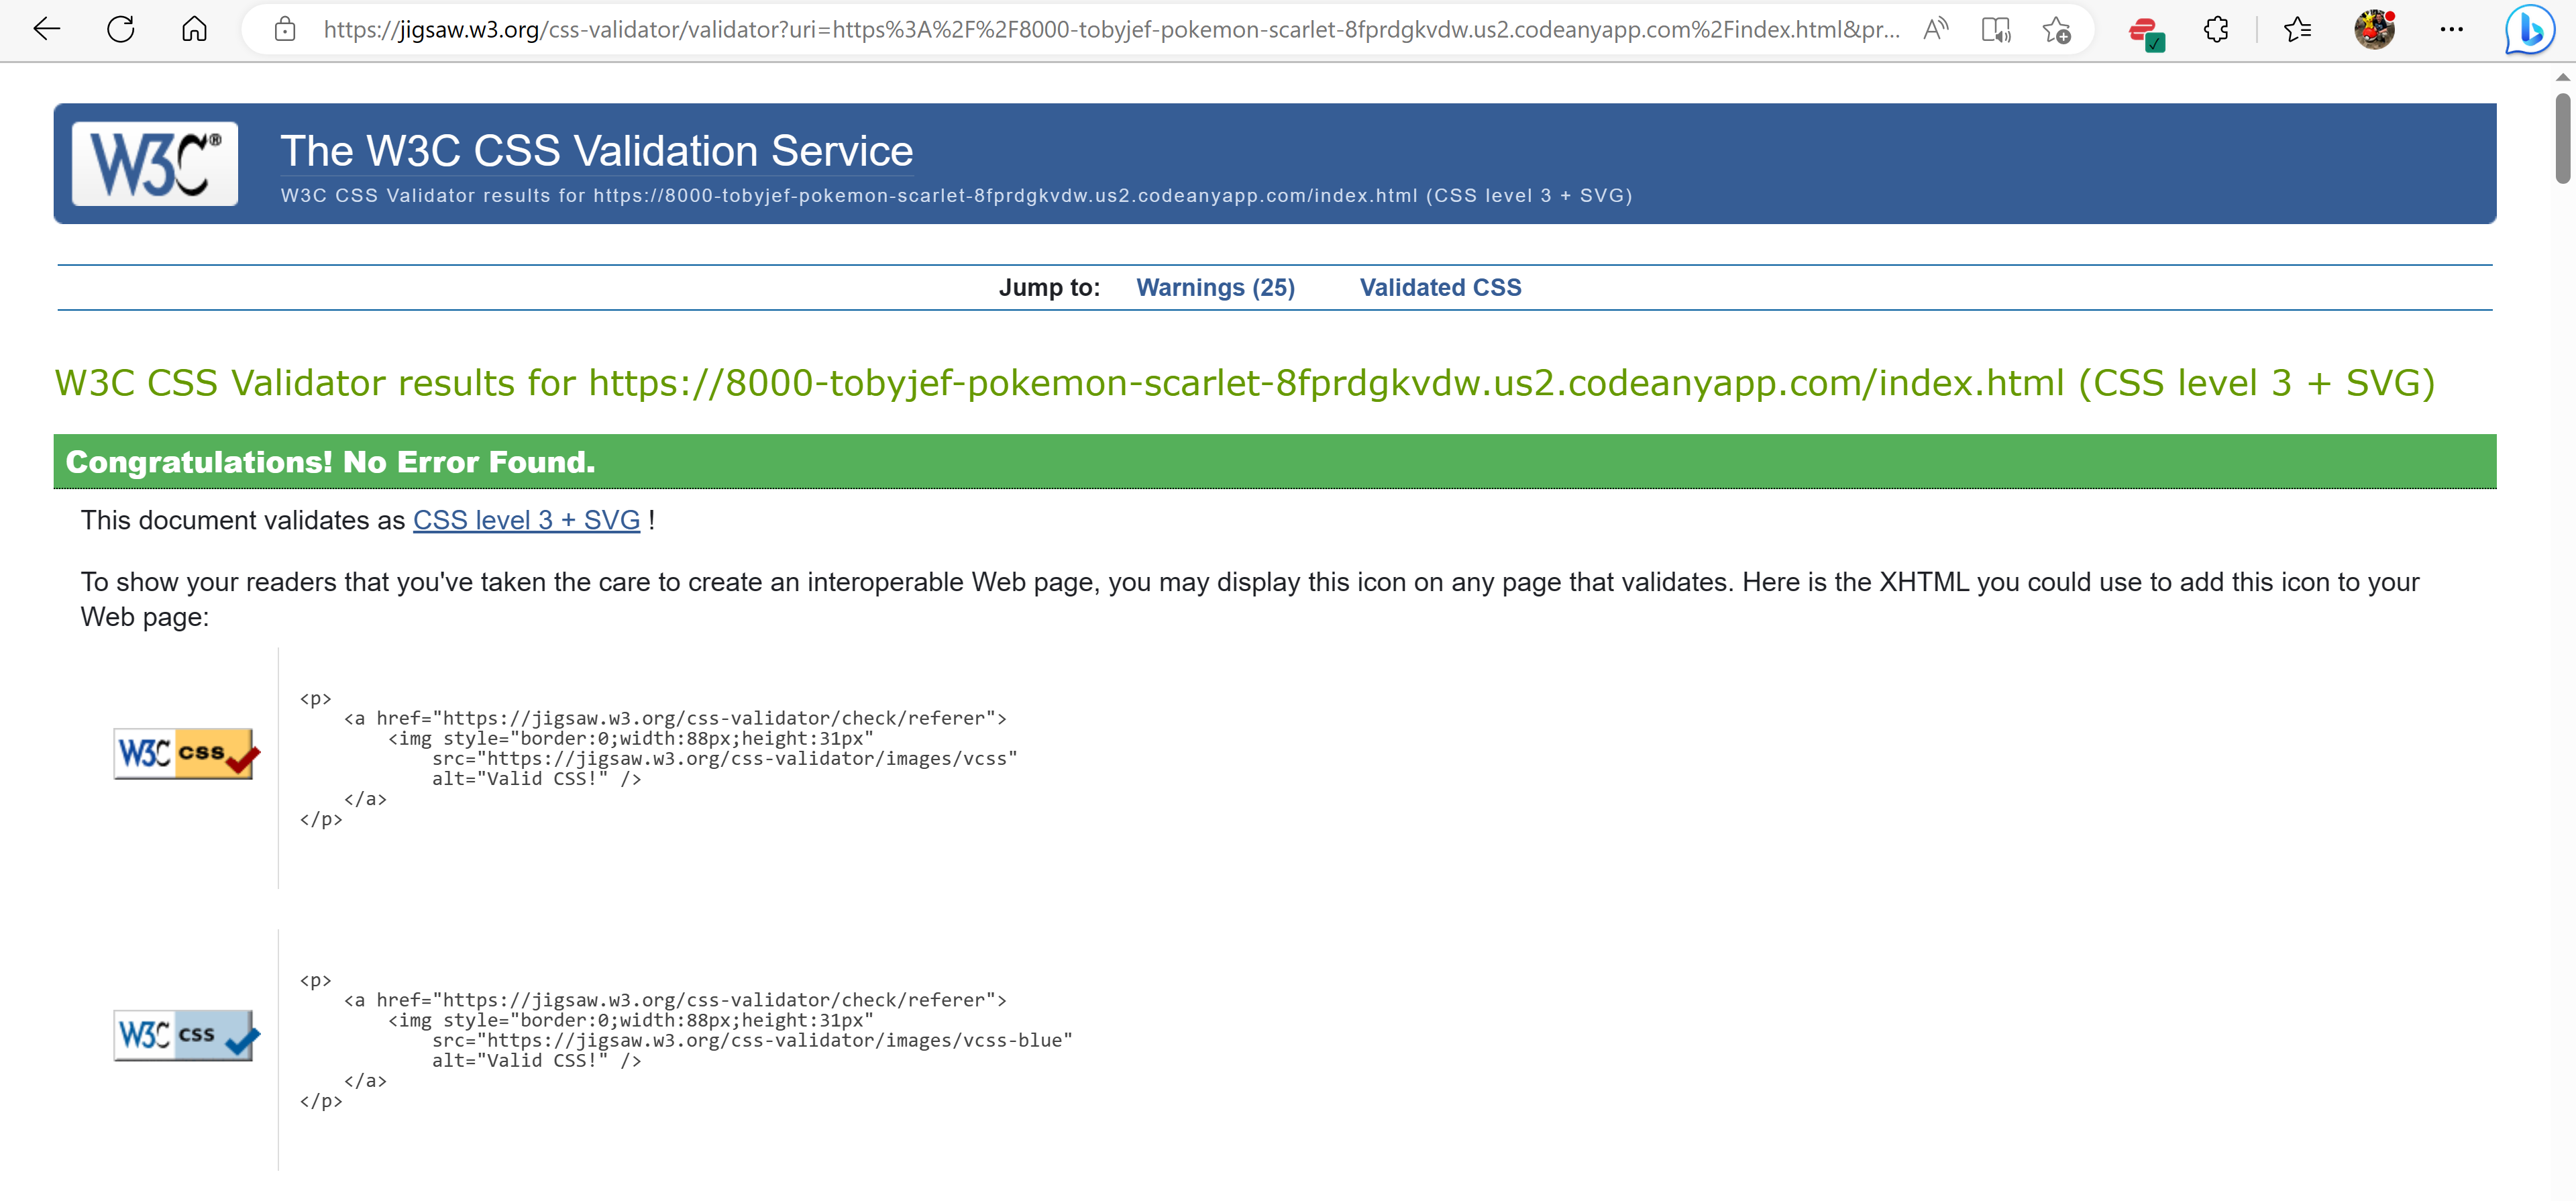 https://jigsaw.w3.org/css-validator/validator?uri=https%3A%2F%2F8000-tobyjef-pokemon-scarlet-8fprdgkvdw.us2.codeanyapp.com%2Findex.html&pr...
W3C®
The W3C CSS Validation Service
W3C CSS Validator results for https://8000-tobyjef-pokemon-scarlet-8fprdgkvdw.us2.codeanyapp.com/index.html (CSS level 3 + SVG)
Jump to: Warnings (25) Validated CSS
W3C CSS Validator results for https://8000-tobyjef-pokemon-scarlet-8fprdgkvdw.us2.codeanyapp.com/index.html (CSS level 3 + SVG)
Congratulations! No Error Found.
This document validates as CSS level 3 + SVG !
To show your readers that you've taken the care to create an interoperable Web page, you may display this icon on any page that validates. Here is the XHTML you could use to add this icon to your
Web page:
W3C css
<p>
<a href="https://jigsaw.w3.org/css-validator/check/referer">
<img style="border:0;width:88px;height:31px"
src="https://jigsaw.w3.org/css-validator/images/vcss"
alt="Valid CSS!" />
</a>
</p>
W3C css
<p>
<a href="https://jigsaw.w3.org/css-validator/check/referer">
<img style="border:0;width:88px;height:31px"
src="https://jigsaw.w3.org/css-validator/images/vcss-blue"
alt="Valid CSS!" />
</a>
</p>